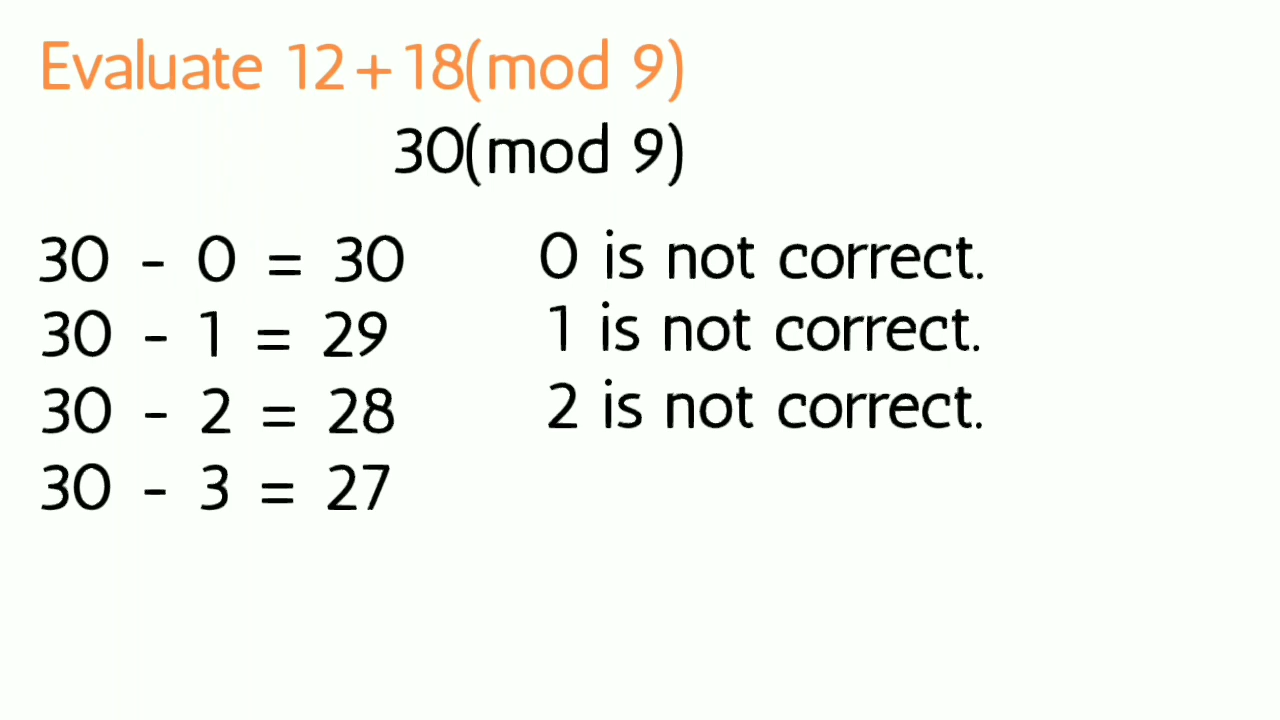 Evaluate 12+18(mod 9)
30(mod 9)
30 - 0 = 30 0 is not correct.
30 - 1 = 29 1 is not correct.
30 - 2 = 28 2 is not correct.
30 - 3 = 27